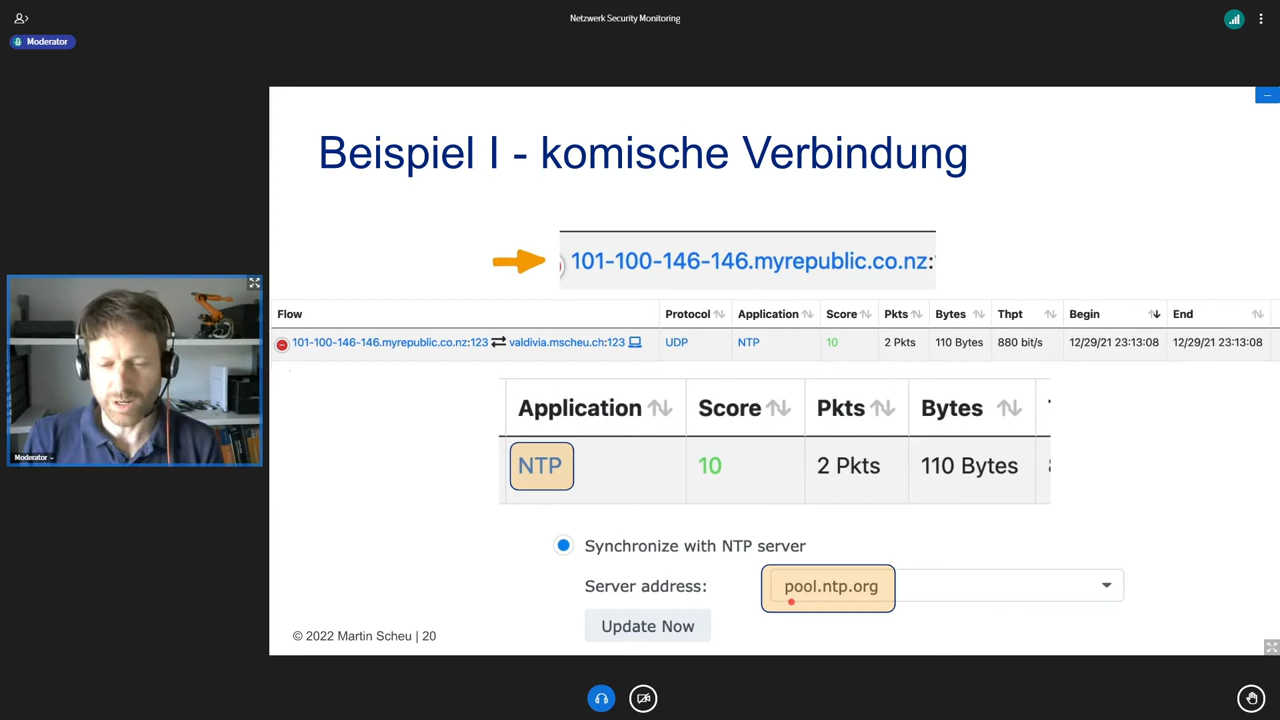 Netzwerk Security Monitoring
Moderator
Beispiel I - komische Verbindung
101-100-146-146.myrepublic.co.nz:
Flow Protocol Application Score Pkts Bytes Thpt Begin End
101-100-146-146.myrepublic.co.nz:123 valdivia.mscheu.ch:123 UDP NTP 10 2 Pkts 110 Bytes 880 bit/s 12/29/21 23:13:08 12/29/21 23:13:08
Application Score Pkts Bytes
NTP 10 2 Pkts 110 Bytes
Moderator
Synchronize with NTP server
Server address: pool.ntp.org
Update Now
© 2022 Martin Scheu | 20